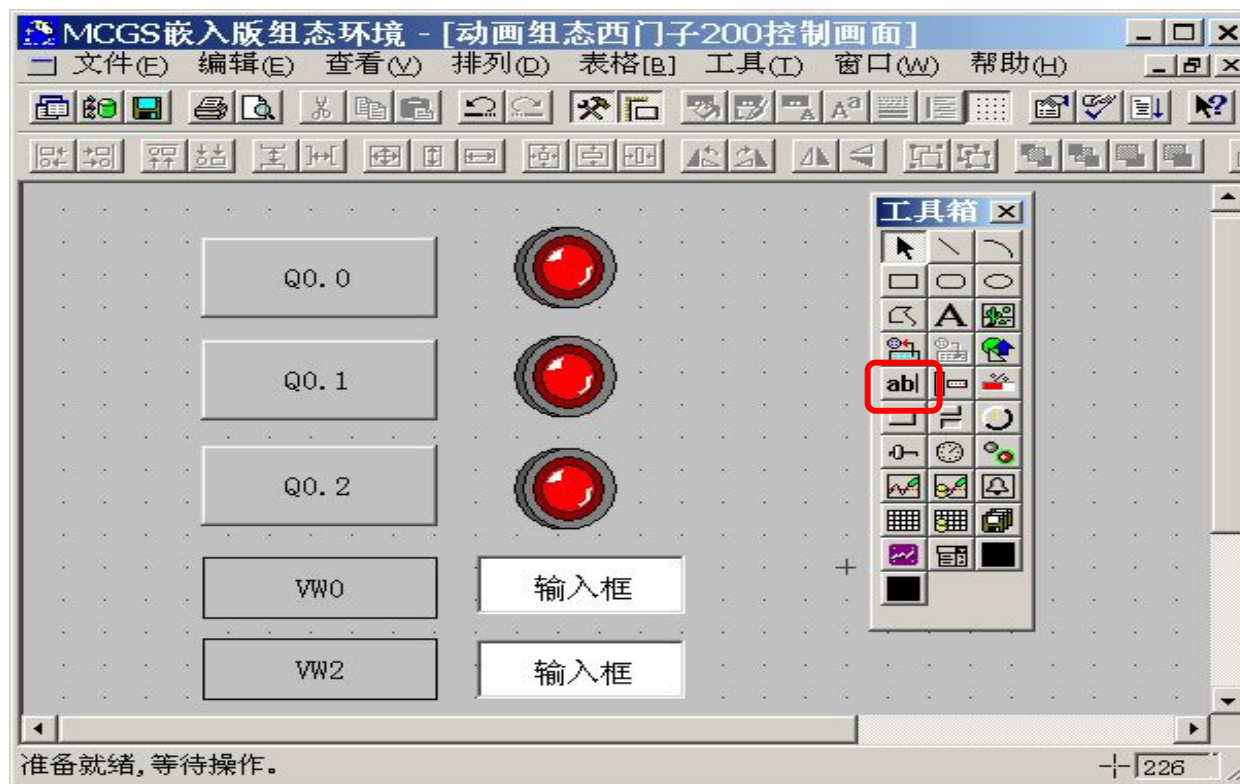 MCGS嵌入版组态环境 - [动画组态西门子200控制画面]
文件(F) 编辑(E) 查看(V) 排列(D) 表格[B] 工具(T) 窗口(W) 帮助(H)
工具箱
Q0.0
A
Q0.1
ab|
Q0.2
VW0 输入框
VW2 输入框
准备就绪,等待操作。
226